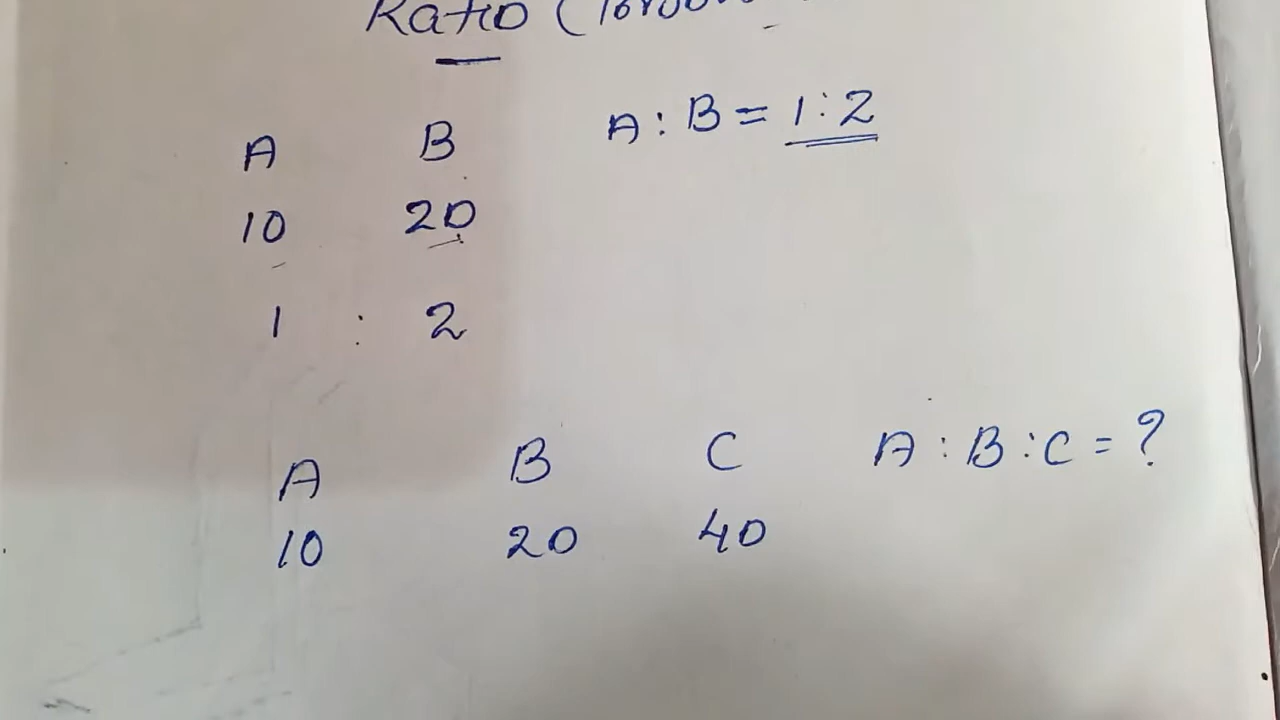 Ratio (
A B A : B = 1 : 2
10 20
1 : 2
A B C A : B : C = ?
10 20 40